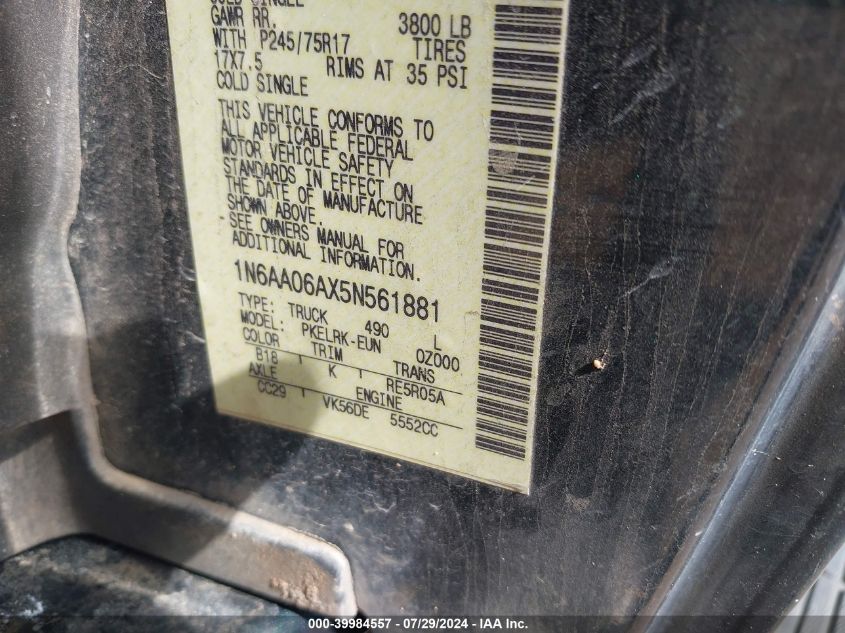 COLD SINGLE
GAWR RR. 3800 LB
WITH P245/75R17 TIRES
17X7.5 RIMS AT 35 PSI
COLD SINGLE
THIS VEHICLE CONFORMS TO
ALL APPLICABLE FEDERAL
MOTOR VEHICLE SAFETY
STANDARDS IN EFFECT ON
THE DATE OF MANUFACTURE
SHOWN ABOVE.
SEE OWNERS MANUAL FOR
ADDITIONAL INFORMATION.
1N6AA06AX5N561881
TYPE: TRUCK 490 L
MODEL: PKELRK-EUN 0Z000
COLOR TRIM TRANS
B18 K RE5R05A
AXLE ENGINE
CC29 VK56DE 5552CC
000-39984557 / 07/29/2024 - IAA Inc.